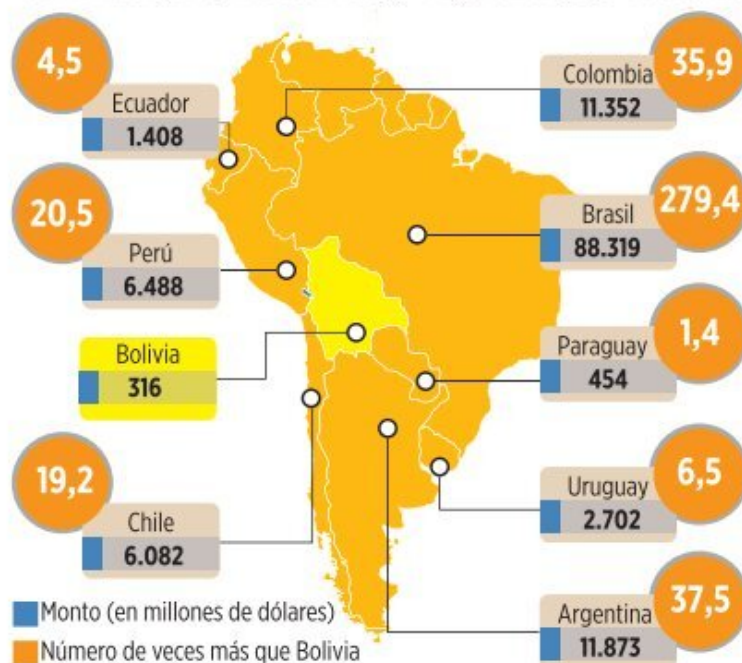 4,5
Ecuador
1.408
35,9
Colombia
11.352
20,5
Perú
6.488
279,4
Brasil
88.319
Bolivia
316
1,4
Paraguay
454
19,2
Chile
6.082
6,5
Uruguay
2.702
37,5
Argentina
11.873
Monto (en millones de dólares)
Número de veces más que Bolivia